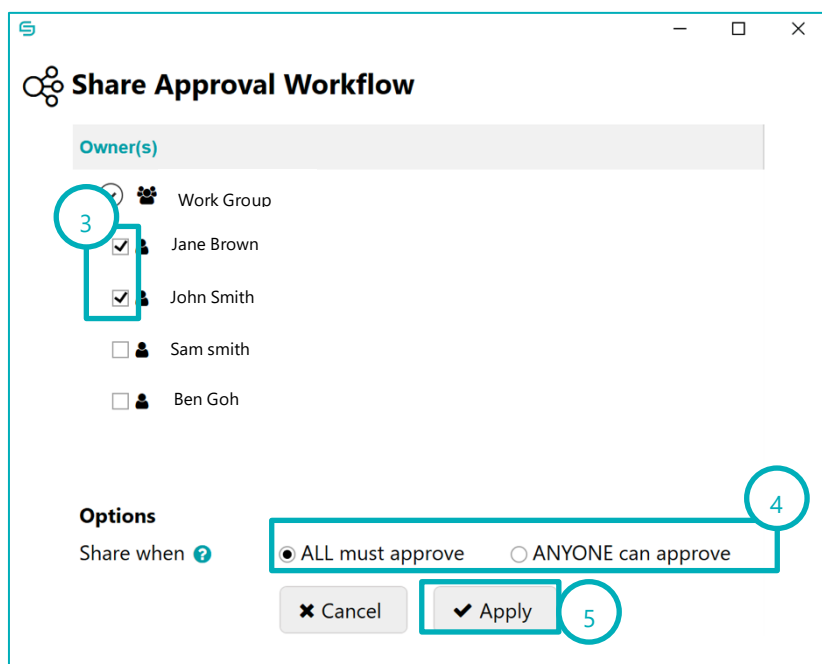 Share Approval Workflow
Owner(s)
Work Group
3
Jane Brown
John Smith
Sam smith
Ben Goh
4
Options
Share when ? ALL must approve ANYONE can approve
Cancel Apply 5